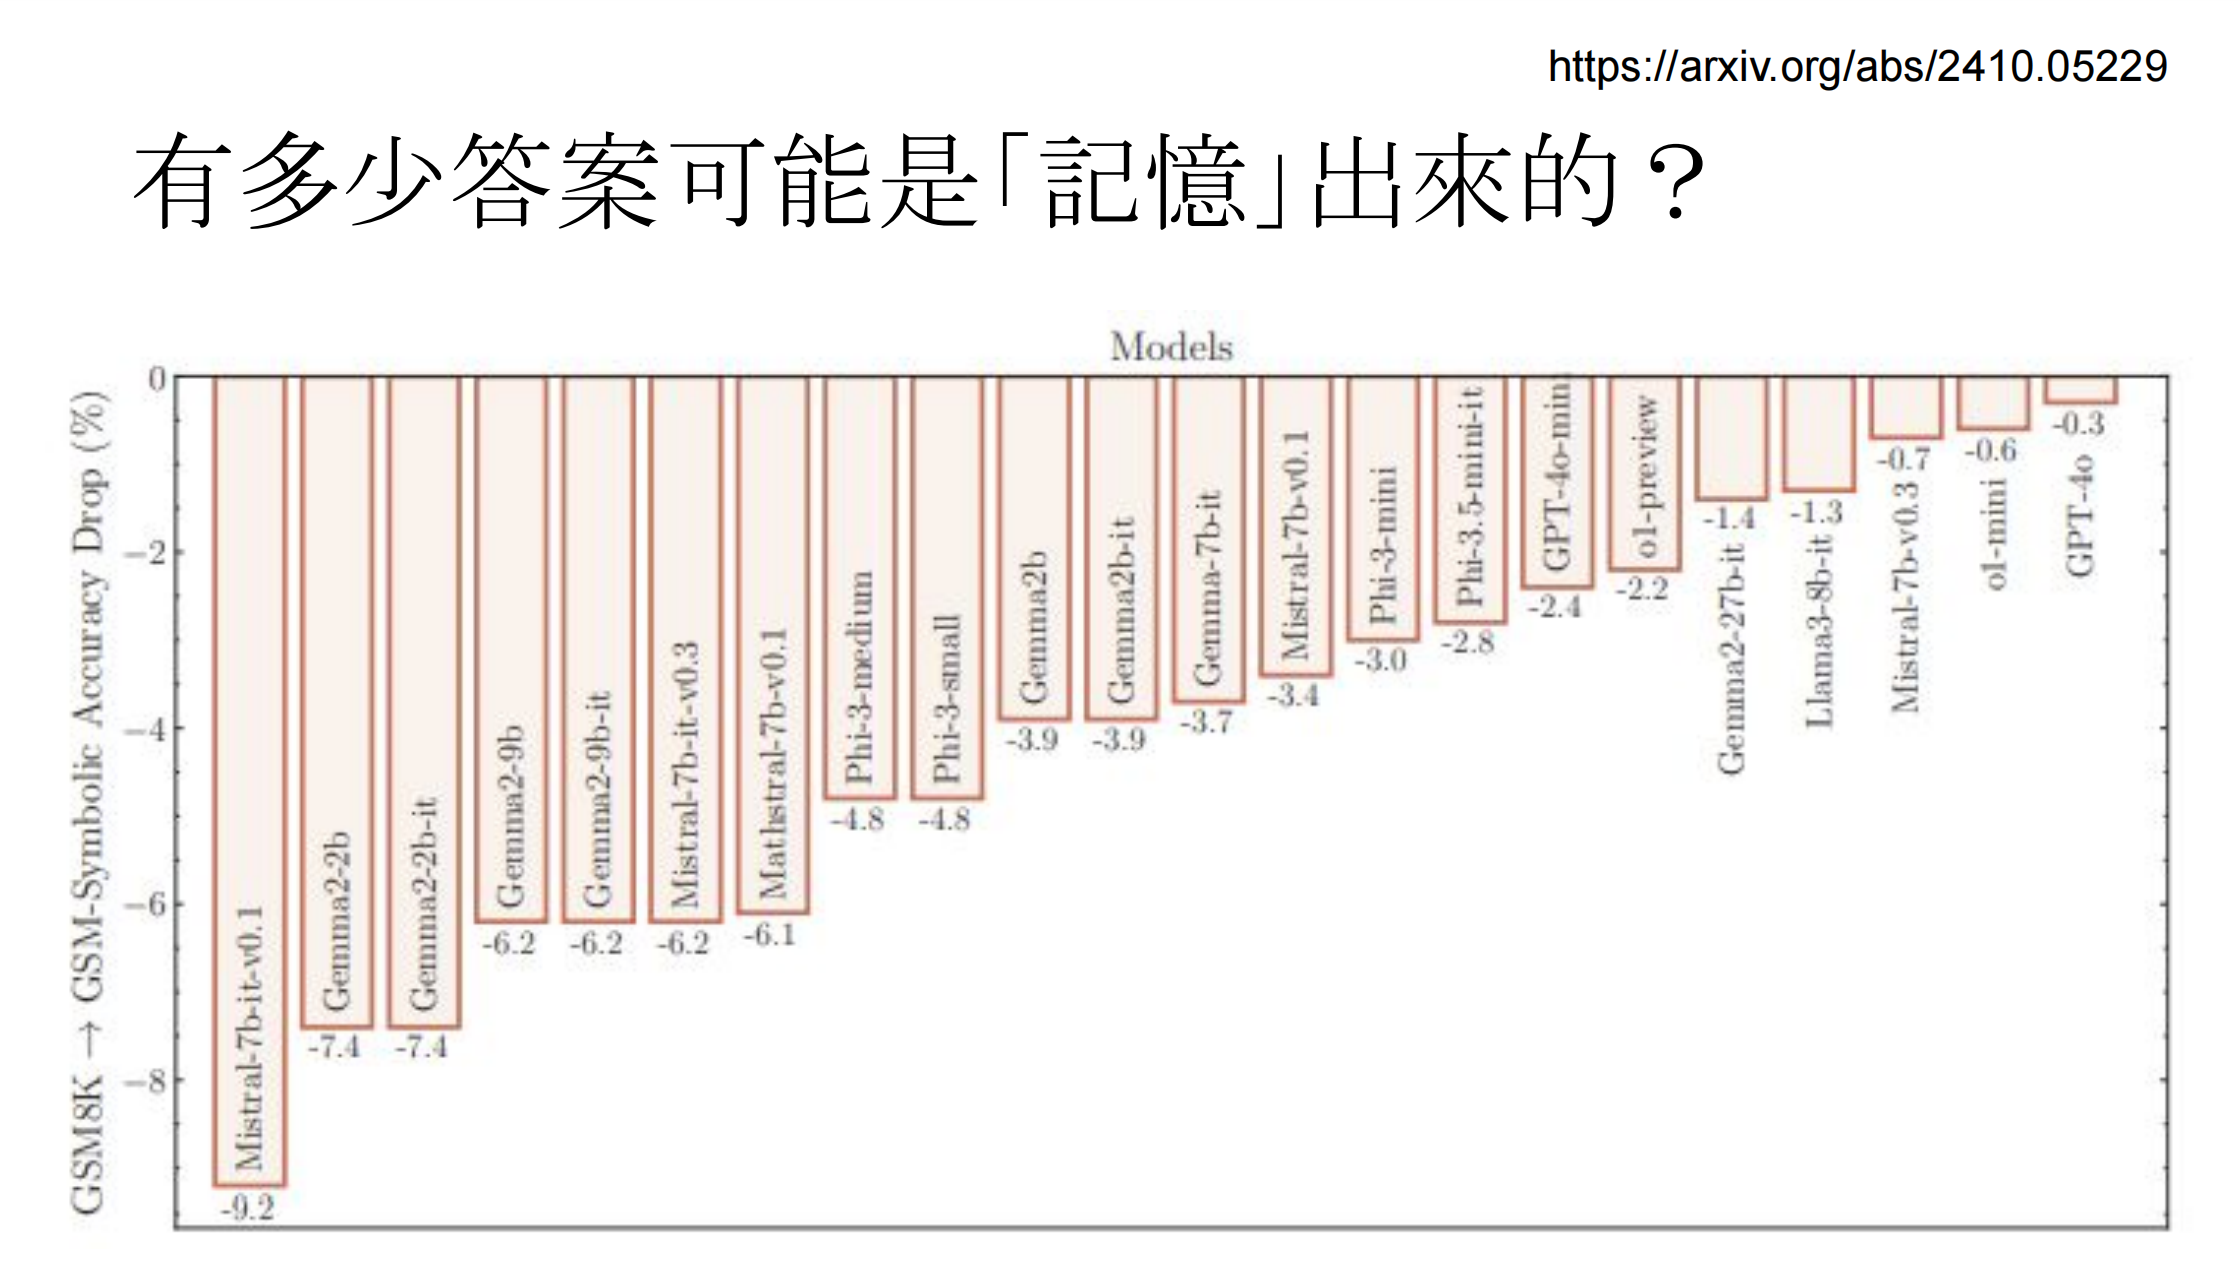 https://arxiv.org/abs/2410.05229
有多少答案可能是「記憶」出來的？
Models
GSM8K → GSM-Symbolic Accuracy Drop (%)
0
−2
−4
−6
−8
Mistral-7b-it-v0.1
-9.2
Gemma2-2b
-7.4
Gemma2-2b-it
-7.4
Gemma2-9b
-6.2
Gemma2-9b-it
-6.2
Mistral-7b-it-v0.3
-6.2
Mathstral-7b-v0.1
-6.1
Phi-3-medium
-4.8
Phi-3-small
-4.8
Gemma2b
-3.9
Gemma2b-it
-3.9
Gemma-7b-it
-3.7
Mistral-7b-v0.1
-3.4
Phi-3-mini
-3.0
Phi-3.5-mini-it
-2.8
GPT-4o-mini
-2.4
o1-preview
-2.2
-1.4
Gemma2-27b-it
-1.3
Llama3-8b-it
-0.7
Mistral-7b-v0.3
-0.6
o1-mini
-0.3
GPT-4o